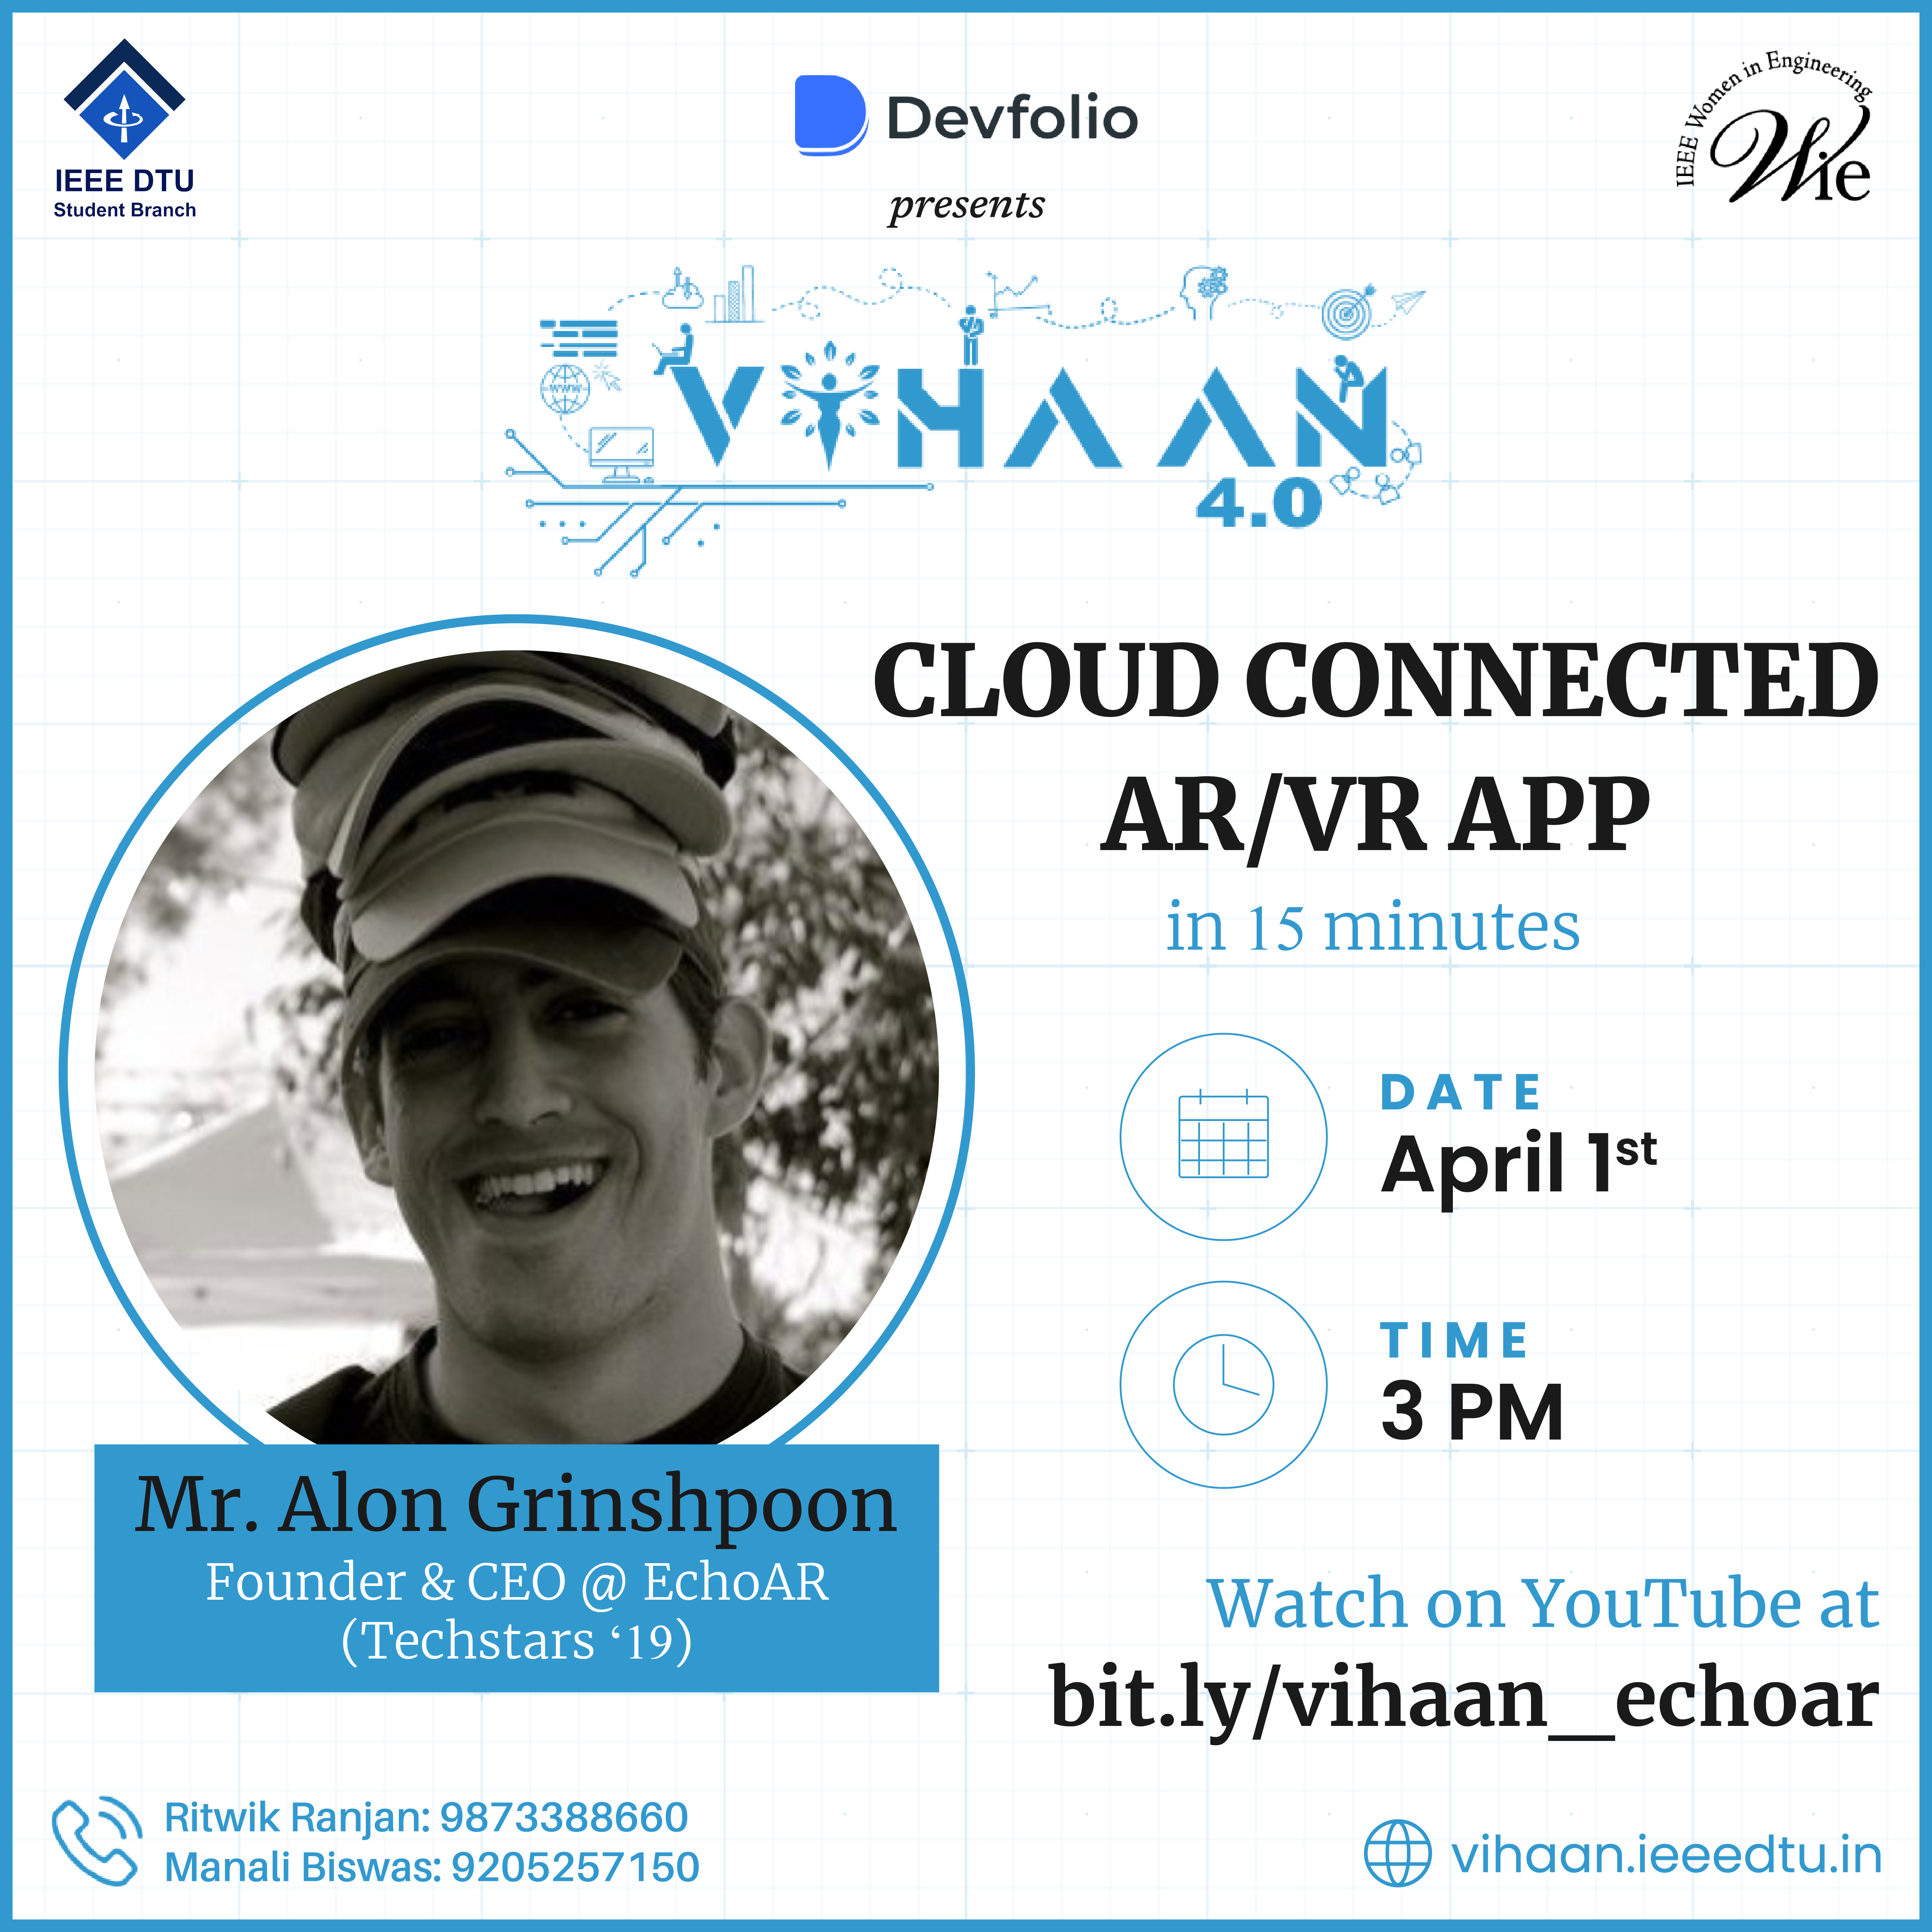 IEEE DTU
Student Branch
Devfolio
presents
IEEE Women in Engineering
Wie
WWW
VIHAAN
4.0
CLOUD CONNECTED
AR/VR APP
in 15 minutes
DATE
April 1st
TIME
3 PM
Mr. Alon Grinshpoon
Founder & CEO @ EchoAR
(Techstars ‘19)
Watch on YouTube at
bit.ly/vihaan__echoar
Ritwik Ranjan: 9873388660
Manali Biswas: 9205257150
vihaan.ieeedtu.in